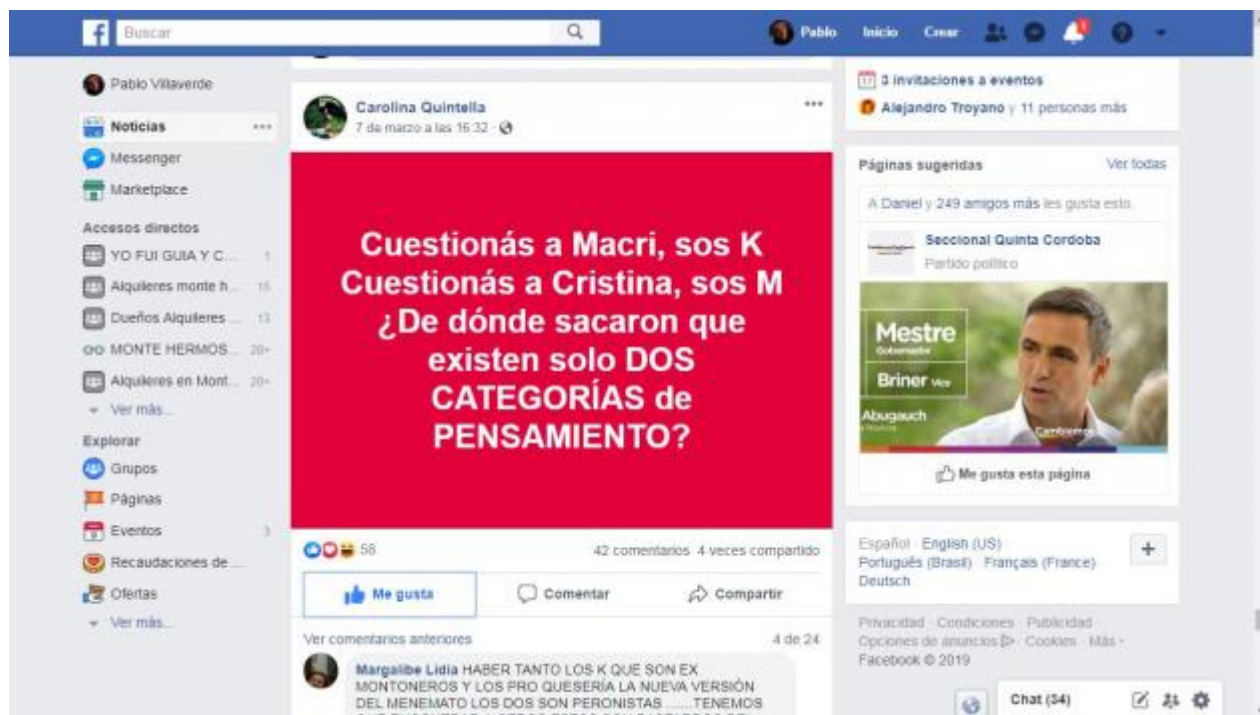 Buscar
Pablo
Inicio
Crear
Pablo Villaverde
Noticias
Messenger
Marketplace
Accesos directos
YO FUI GUIA Y C... 1
Alquileres monte h... 16
Dueños Alquileres ... 13
MONTE HERMOS... 20+
Alquileres en Mont... 20+
Ver más...
Explorar
Grupos
Páginas
Eventos 3
Recaudaciones de ...
Ofertas
Ver más...
Carolina Quintella
7 de marzo a las 16:32
Cuestionás a Macri, sos K
Cuestionás a Cristina, sos M
¿De dónde sacaron que
existen solo DOS
CATEGORÍAS de
PENSAMIENTO?
58
42 comentarios 4 veces compartido
Me gusta
Comentar
Compartir
Ver comentarios anteriores
4 de 24
Margalibe Lidia HABER TANTO LOS K QUE SON EX
MONTONEROS Y LOS PRO QUESERÍA LA NUEVA VERSIÓN
DEL MENEMATO LOS DOS SON PERONISTAS .......TENEMOS
3 invitaciones a eventos
Alejandro Troyano y 11 personas más
Páginas sugeridas
Ver todas
A Daniel y 249 amigos más les gusta esto.
Seccional Quinta Cordoba
Partido político
Mestre
Gobernador
Briner Vice
Abugauch
Cambiemos
Me gusta esta página
Español · English (US)
Português (Brasil) · Français (France)
Deutsch
Privacidad · Condiciones · Publicidad
Opciones de anuncios · Cookies · Más
Facebook © 2019
Chat (34)